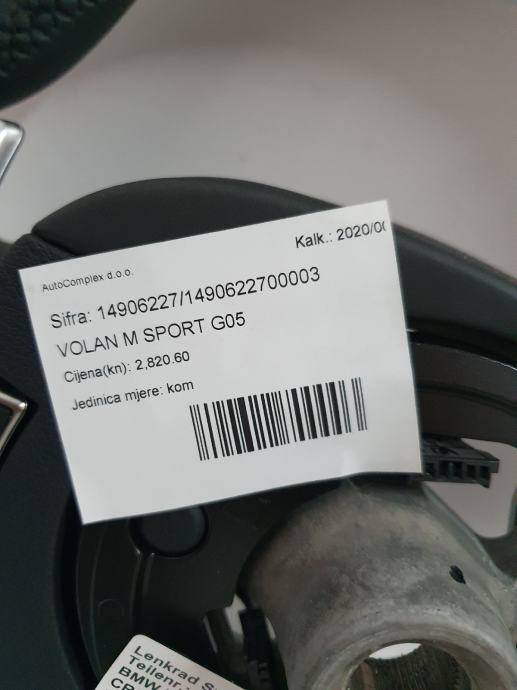 AutoComplex d.o.o.
Kalk.: 2020/0
Sifra: 14906227/1490622700003
VOLAN M SPORT G05
Cijena(kn): 2,820.60
Jedinica mjere: kom
Lenkrad
Teilenr.
BMW